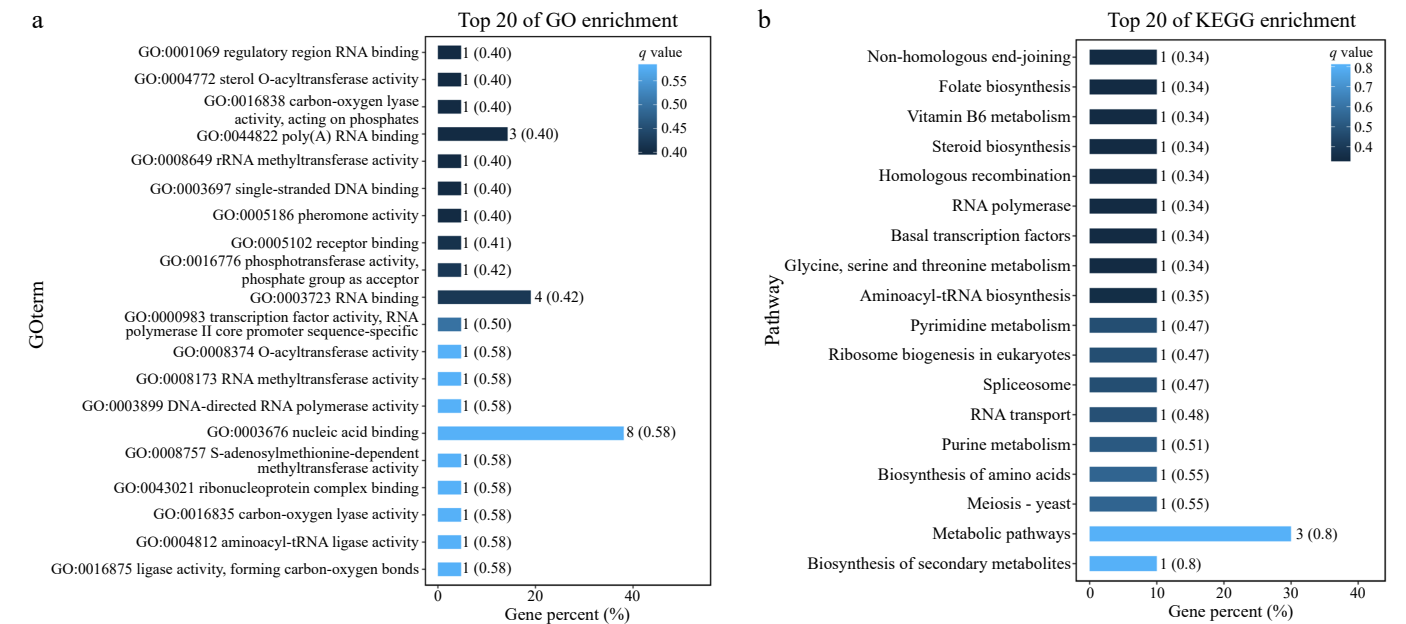 a
Top 20 of GO enrichment
GOterm
GO:0001069 regulatory region RNA binding
1 (0.40)
GO:0004772 sterol O-acyltransferase activity
1 (0.40)
GO:0016838 carbon-oxygen lyase
activity, acting on phosphates
1 (0.40)
GO:0044822 poly(A) RNA binding
3 (0.40)
GO:0008649 rRNA methyltransferase activity
1 (0.40)
GO:0003697 single-stranded DNA binding
1 (0.40)
GO:0005186 pheromone activity
1 (0.40)
GO:0005102 receptor binding
1 (0.41)
GO:0016776 phosphotransferase activity,
phosphate group as acceptor
1 (0.42)
GO:0003723 RNA binding
4 (0.42)
GO:0000983 transcription factor activity, RNA
polymerase II core promoter sequence-specific
1 (0.50)
GO:0008374 O-acyltransferase activity
1 (0.58)
GO:0008173 RNA methyltransferase activity
1 (0.58)
GO:0003899 DNA-directed RNA polymerase activity
1 (0.58)
GO:0003676 nucleic acid binding
8 (0.58)
GO:0008757 S-adenosylmethionine-dependent
methyltransferase activity
1 (0.58)
GO:0043021 ribonucleoprotein complex binding
1 (0.58)
GO:0016835 carbon-oxygen lyase activity
1 (0.58)
GO:0004812 aminoacyl-tRNA ligase activity
1 (0.58)
GO:0016875 ligase activity, forming carbon-oxygen bonds
1 (0.58)
q value
0.55
0.50
0.45
0.40
0
20
40
Gene percent (%)
b
Top 20 of KEGG enrichment
Pathway
Non-homologous end-joining
1 (0.34)
Folate biosynthesis
1 (0.34)
Vitamin B6 metabolism
1 (0.34)
Steroid biosynthesis
1 (0.34)
Homologous recombination
1 (0.34)
RNA polymerase
1 (0.34)
Basal transcription factors
1 (0.34)
Glycine, serine and threonine metabolism
1 (0.34)
Aminoacyl-tRNA biosynthesis
1 (0.35)
Pyrimidine metabolism
1 (0.47)
Ribosome biogenesis in eukaryotes
1 (0.47)
Spliceosome
1 (0.47)
RNA transport
1 (0.48)
Purine metabolism
1 (0.51)
Biosynthesis of amino acids
1 (0.55)
Meiosis - yeast
1 (0.55)
Metabolic pathways
3 (0.8)
Biosynthesis of secondary metabolites
1 (0.8)
q value
0.8
0.7
0.6
0.5
0.4
0
10
20
30
40
Gene percent (%)